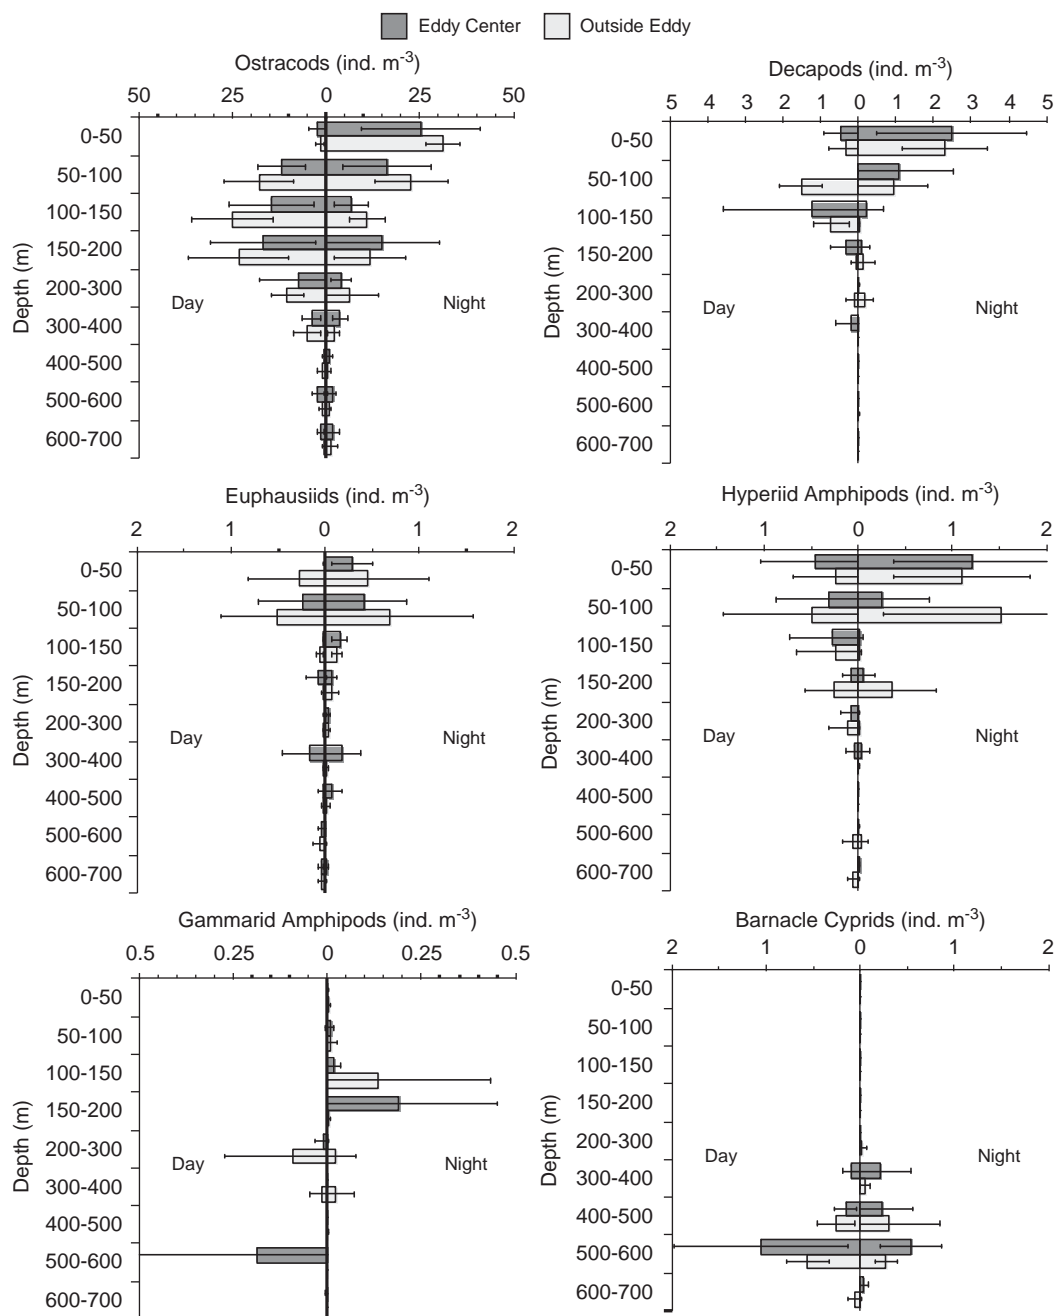 Eddy Center Outside Eddy
Ostracods (ind. m-3)
50 25 0 25 50
Depth (m)
0-50
50-100
100-150
150-200
200-300
300-400
400-500
500-600
600-700
Day Night
Decapods (ind. m-3)
5 4 3 2 1 0 1 2 3 4 5
Depth (m)
0-50
50-100
100-150
150-200
200-300
300-400
400-500
500-600
600-700
Day Night
Euphausiids (ind. m-3)
2 1 0 1 2
Depth (m)
0-50
50-100
100-150
150-200
200-300
300-400
400-500
500-600
600-700
Day Night
Hyperiid Amphipods (ind. m-3)
2 1 0 1 2
Depth (m)
0-50
50-100
100-150
150-200
200-300
300-400
400-500
500-600
600-700
Day Night
Gammarid Amphipods (ind. m-3)
0.5 0.25 0 0.25 0.5
Depth (m)
0-50
50-100
100-150
150-200
200-300
300-400
400-500
500-600
600-700
Day Night
Barnacle Cyprids (ind. m-3)
2 1 0 1 2
Depth (m)
0-50
50-100
100-150
150-200
200-300
300-400
400-500
500-600
600-700
Day Night